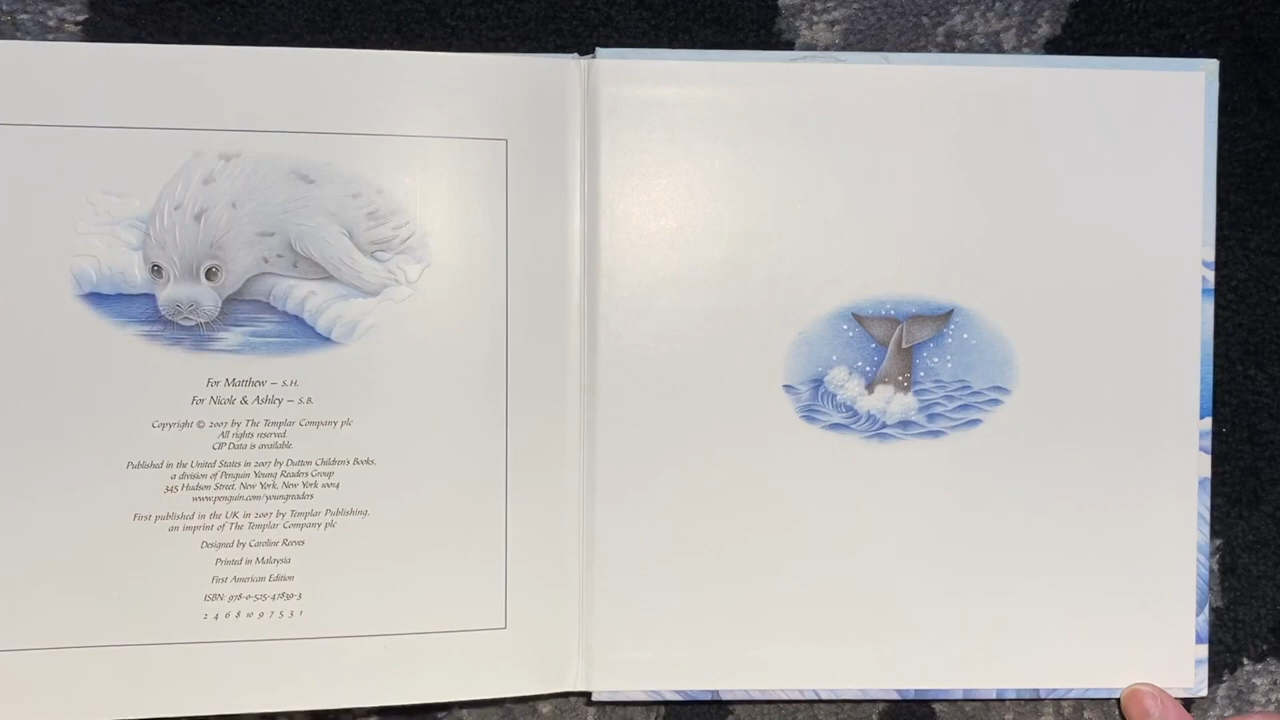 For Matthew – S.H.
For Nicole & Ashley – S.B.
Copyright © 2007 by The Templar Company plc
All rights reserved.
CIP Data is available.
Published in the United States in 2007 by Dutton Children's Books,
a division of Penguin Young Readers Group
345 Hudson Street, New York, New York 10014
www.penguin.com/youngreaders
First published in the UK in 2007 by Templar Publishing,
an imprint of The Templar Company plc
Designed by Caroline Reeves
Printed in Malaysia
First American Edition
ISBN: 978-0-525-47839-3
2 4 6 8 10 9 7 5 3 1